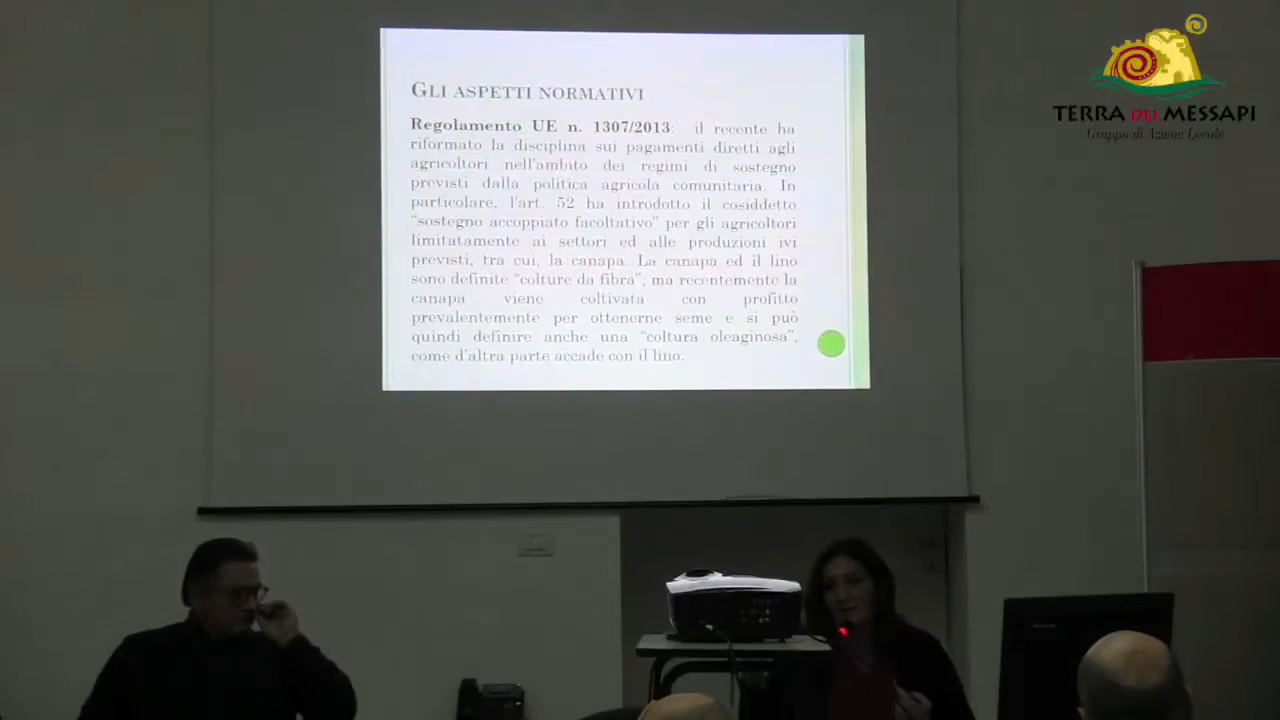 GLI ASPETTI NORMATIVI
Regolamento UE n. 1307/2013: il recente ha
riformato la disciplina sui pagamenti diretti agli
agricoltori nell'ambito dei regimi di sostegno
previsti dalla politica agricola comunitaria. In
particolare, l'art. 52 ha introdotto il cosiddetto
"sostegno accoppiato facoltativo" per gli agricoltori
limitatamente ai settori ed alle produzioni ivi
previsti, tra cui, la canapa. La canapa ed il lino
sono definite "colture da fibra", ma recentemente la
canapa viene coltivata con profitto
prevalentemente per ottenerne seme e si può
quindi definire anche una "coltura oleaginosa",
come d'altra parte accade con il lino.
TERRA DEI MESSAPI
Gruppo di Azione Locale